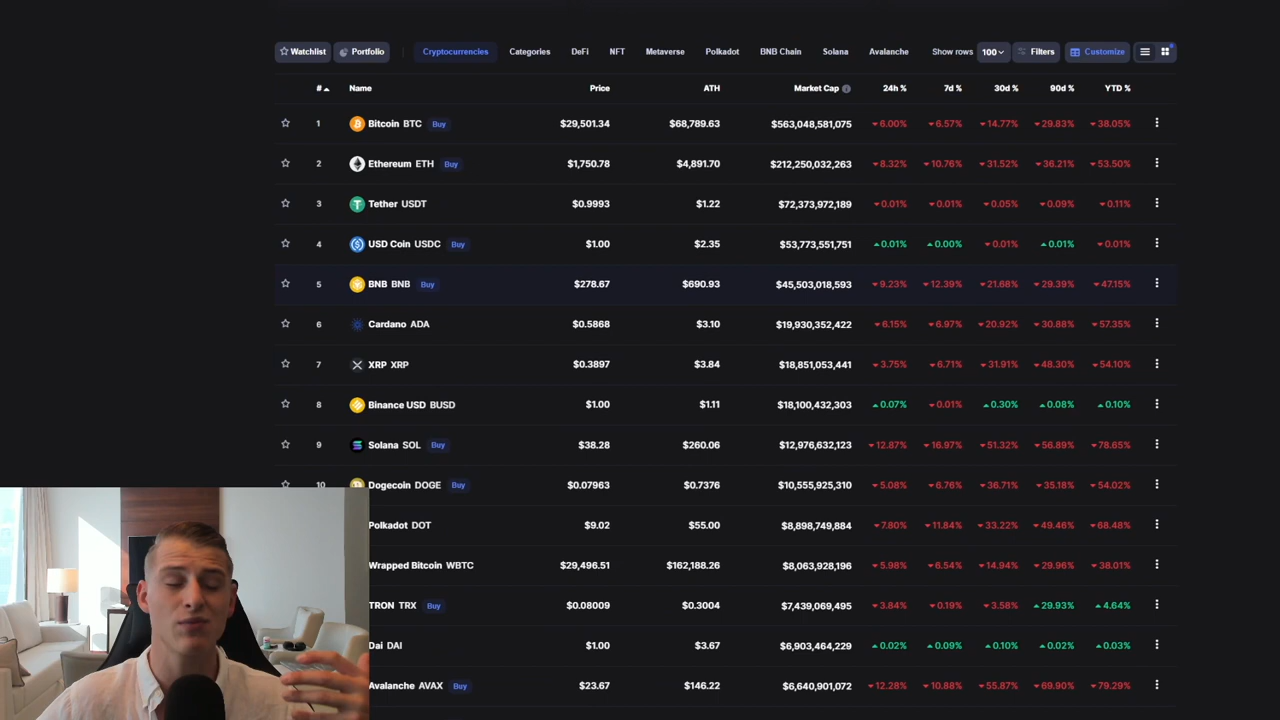 Watchlist Portfolio Cryptocurrencies Categories DeFi NFT Metaverse Polkadot BNB Chain Solana Avalanche Show rows 100 Filters Customize
# Name Price ATH Market Cap 24h % 7d % 30d % 90d % YTD %
1 Bitcoin BTC Buy $29,501.34 $68,789.63 $563,048,581,075 6.00% 6.57% 14.77% 29.83% 38.05%
2 Ethereum ETH Buy $1,750.78 $4,891.70 $212,250,032,263 8.32% 10.76% 31.52% 36.21% 53.50%
3 Tether USDT $0.9993 $1.22 $72,373,972,189 0.01% 0.01% 0.05% 0.09% 0.11%
4 USD Coin USDC Buy $1.00 $2.35 $53,773,551,751 0.01% 0.00% 0.01% 0.01% 0.01%
5 BNB BNB Buy $278.67 $690.93 $45,503,018,593 9.23% 12.39% 21.68% 29.39% 47.15%
6 Cardano ADA $0.5868 $3.10 $19,930,352,422 6.15% 6.97% 20.92% 30.88% 57.35%
7 XRP XRP $0.3897 $3.84 $18,851,053,441 3.75% 6.71% 31.91% 48.30% 54.10%
8 Binance USD BUSD $1.00 $1.11 $18,100,432,303 0.07% 0.01% 0.30% 0.08% 0.10%
9 Solana SOL Buy $38.28 $260.06 $12,976,632,123 12.87% 16.97% 51.32% 56.89% 78.65%
10 Dogecoin DOGE Buy $0.07963 $0.7376 $10,555,925,310 5.08% 6.76% 36.71% 35.18% 54.02%
Polkadot DOT $9.02 $55.00 $8,898,749,884 7.80% 11.84% 33.22% 49.46% 68.48%
Wrapped Bitcoin WBTC $29,496.51 $162,188.26 $8,063,928,196 5.98% 6.54% 14.94% 29.96% 38.01%
TRON TRX Buy $0.08009 $0.3004 $7,439,069,495 3.84% 0.19% 3.58% 29.93% 4.64%
Dai DAI $1.00 $3.67 $6,903,464,229 0.02% 0.09% 0.10% 0.02% 0.03%
Avalanche AVAX Buy $23.67 $146.22 $6,640,901,072 12.28% 10.88% 55.87% 69.90% 79.29%